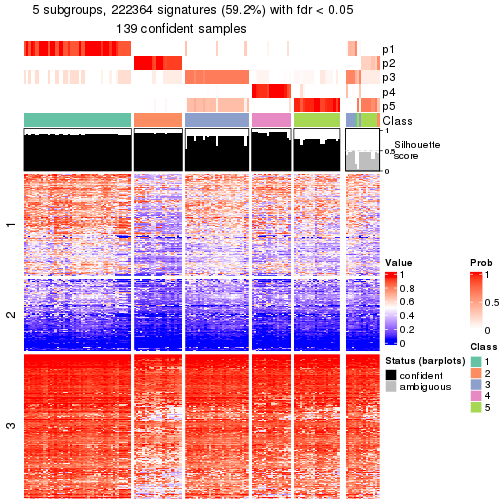 5 subgroups, 222364 signatures (59.2%) with fdr < 0.05
139 confident samples
p1
p2
p3
p4
p5
Class
1
0.5
0
Silhouette
score
1
2
3
Value
1
0.8
0.6
0.4
0.2
0
Status (barplots)
confident
ambiguous
Prob
1
0.5
0
Class
1
2
3
4
5